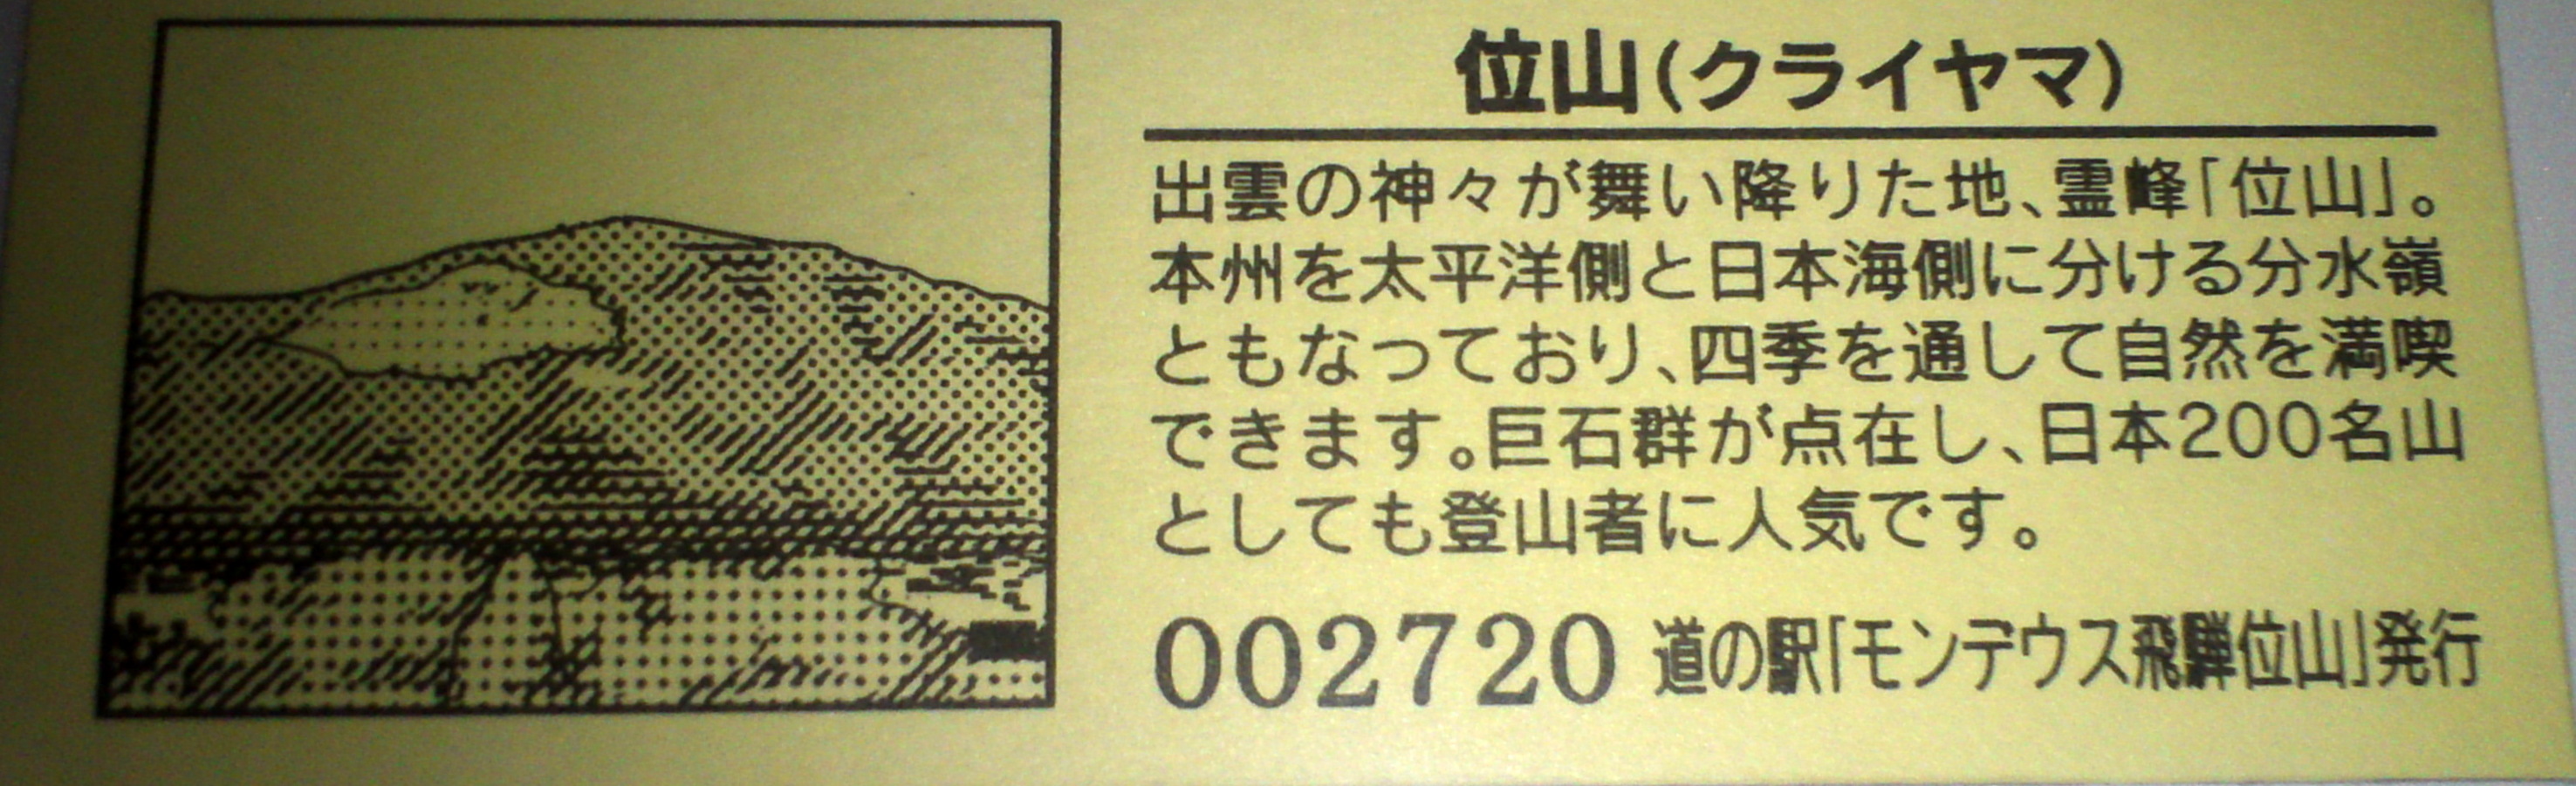 位山(クライヤマ)
出雲の神々が舞い降りた地、霊峰「位山」。
本州を太平洋側と日本海側に分ける分水嶺
ともなっており、四季を通して自然を満喫
できます。巨石群が点在し、日本200名山
としても登山者に人気です。
002720 道の駅「モンデウス飛騨位山」発行